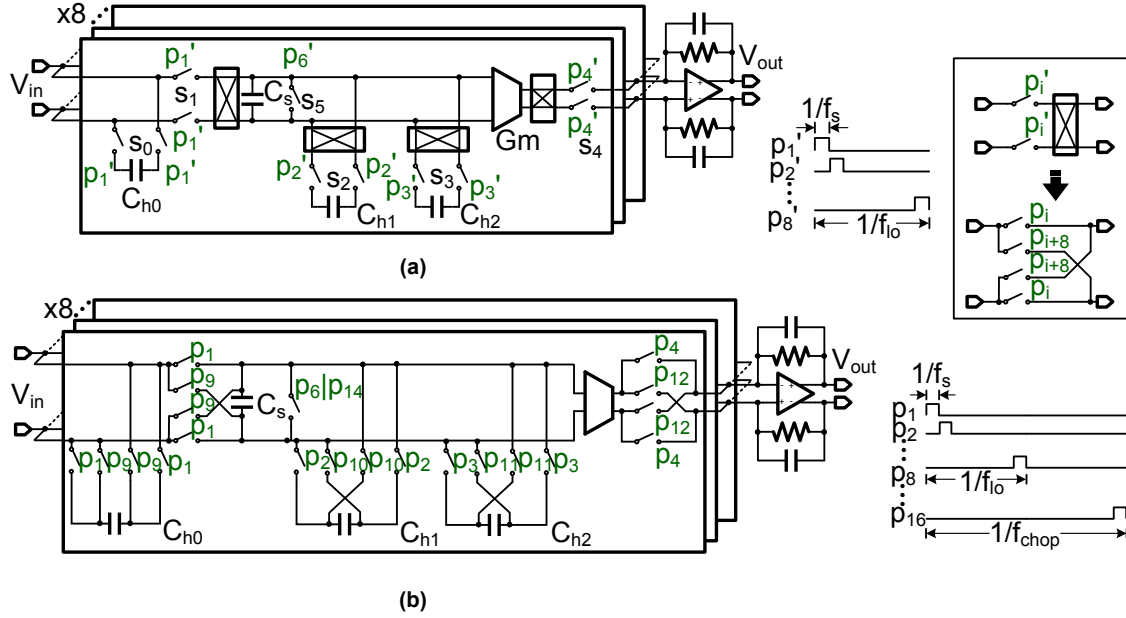 x8
p1'
p6'
Vin
s1
Cs
s5
s0
p1'
p1'
p1'
Ch0
p2'
s2
p2'
Ch1
p3'
s3
p3'
Ch2
Gm
p4'
p4'
s4
Vout
1/fs
p1'
p2'
p8'
1/flo
pi'
pi'
pi
pi+8
pi+8
pi
(a)
x8
p1
p9
p9
p1
Vin
Cs
p6|p14
p1
p9
p9
p1
Ch0
p2
p10
p10
p2
Ch1
p3
p11
p11
p3
Ch2
p4
p12
p12
p4
Vout
1/fs
p1
p2
p8
1/flo
p16
1/fchop
(b)